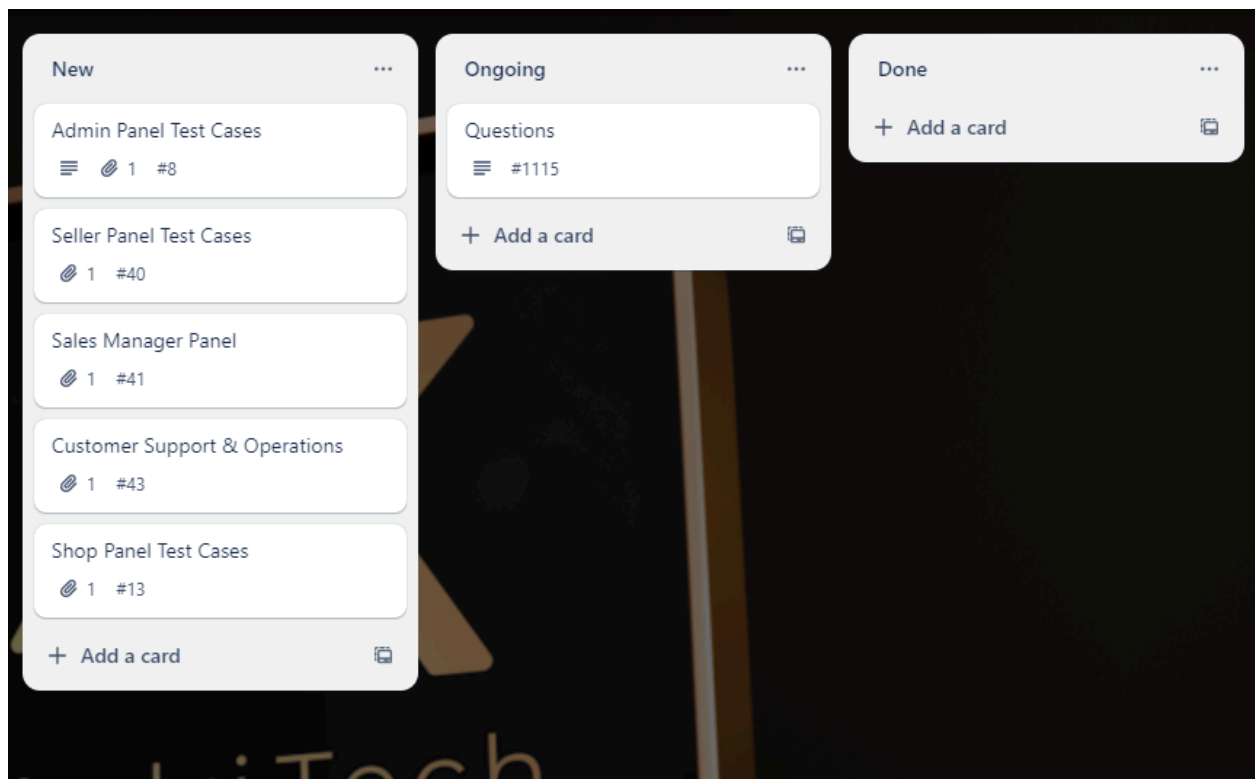 New
Admin Panel Test Cases
1 #8
Seller Panel Test Cases
1 #40
Sales Manager Panel
1 #41
Customer Support & Operations
1 #43
Shop Panel Test Cases
1 #13
+ Add a card
Ongoing
Questions
#1115
+ Add a card
Done
+ Add a card
Tech